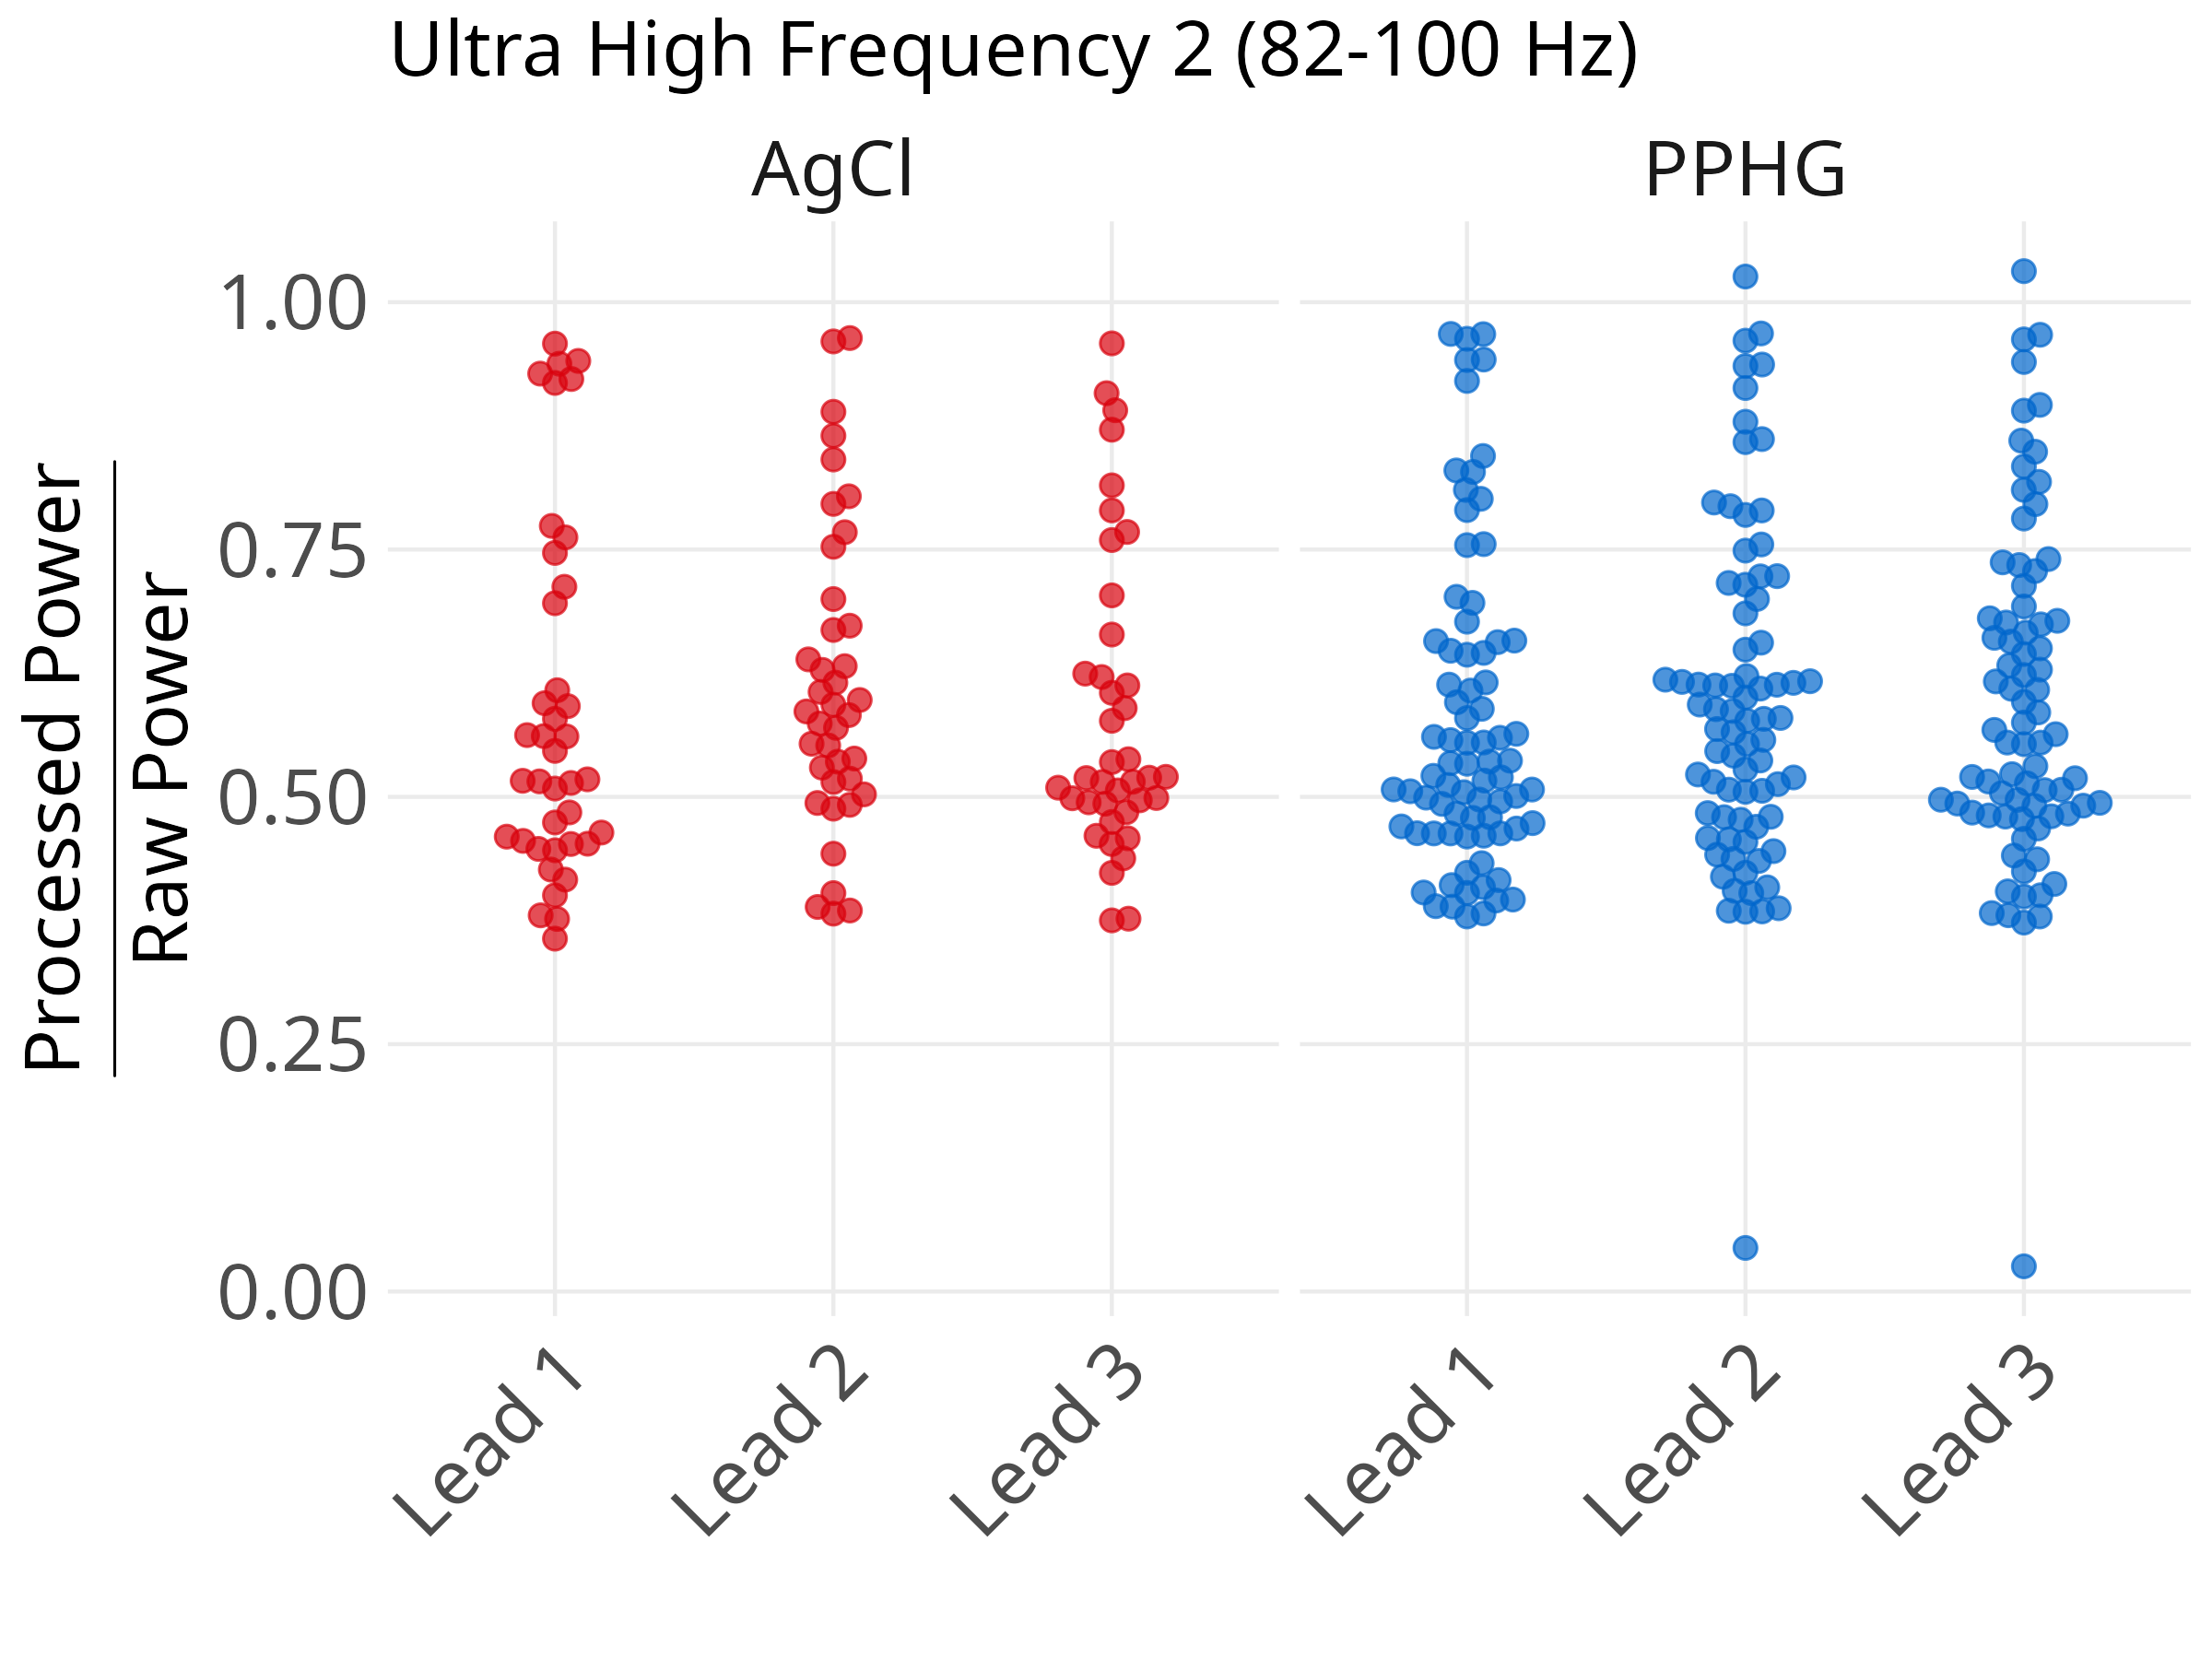 Ultra High Frequency 2 (82-100 Hz)
AgCl
PPHG
Processed Power
Raw Power
1.00
0.75
0.50
0.25
0.00
Lead 1
Lead 2
Lead 3
Lead 1
Lead 2
Lead 3